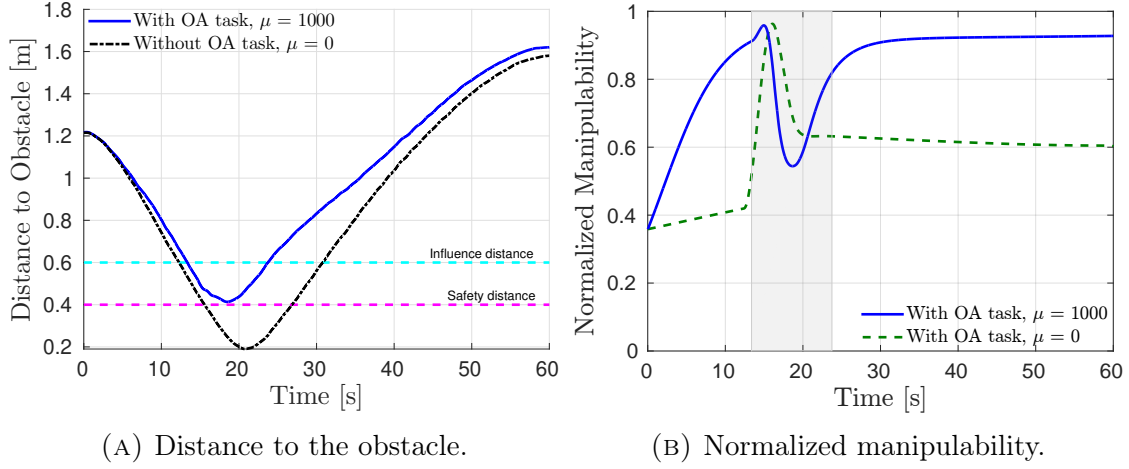 With OA task, μ = 1000
Without OA task, μ = 0
Distance to Obstacle [m]
1.8
1.6
1.4
1.2
1
0.8
0.6
0.4
0.2
Influence distance
Safety distance
0 10 20 30 40 50 60
Time [s]
(A) Distance to the obstacle.
Normalized Manipulability
1
0.8
0.6
0.4
0.2
0
With OA task, μ = 1000
With OA task, μ = 0
0 10 20 30 40 50 60
Time [s]
(B) Normalized manipulability.